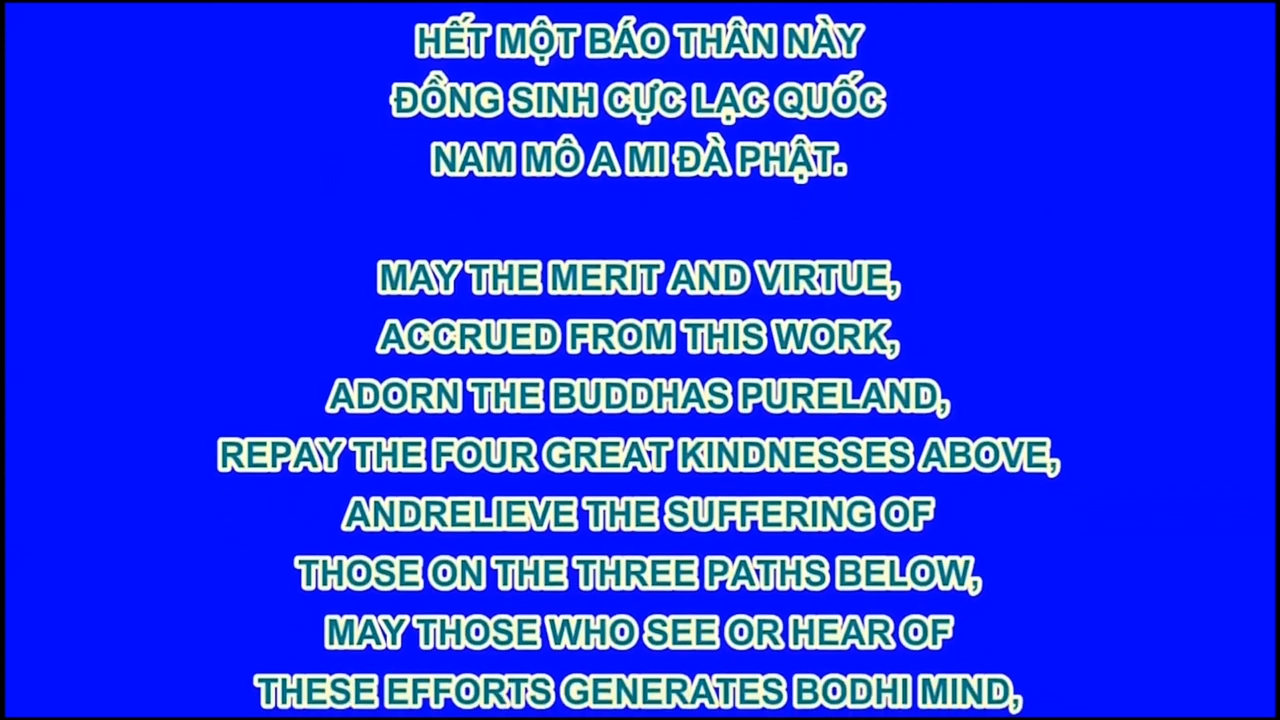 HẾT MỘT BÁO THÂN NÀY
ĐỒNG SINH CỰC LẠC QUỐC
NAM MÔ A MI ĐÀ PHẬT.
MAY THE MERIT AND VIRTUE,
ACCRUED FROM THIS WORK,
ADORN THE BUDDHAS PURELAND,
REPAY THE FOUR GREAT KINDNESSES ABOVE,
ANDRELIEVE THE SUFFERING OF
THOSE ON THE THREE PATHS BELOW,
MAY THOSE WHO SEE OR HEAR OF
THESE EFFORTS GENERATES BODHI MIND,